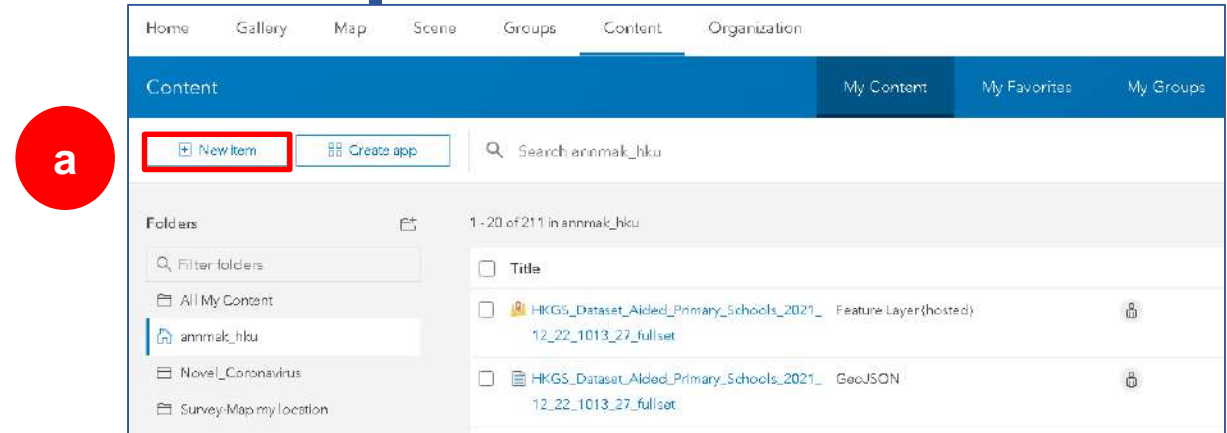 Home Gallery Map Scene Groups Content Organization
Content My Content My Favorites My Groups
a
New item Create app Search annmak_hku
Folders 1 - 20 of 211 in annmak_hku
Filter folders Title
All My Content
HKGS_Dataset_Aided_Primary_Schools_2021_ Feature Layer (hosted)
annmak_hku 12_22_1013_27_fullset
Novel_Coronavirus HKGS_Dataset_Aided_Primary_Schools_2021_ GeoJSON
Survey-Map my location 12_22_1013_27_fullset